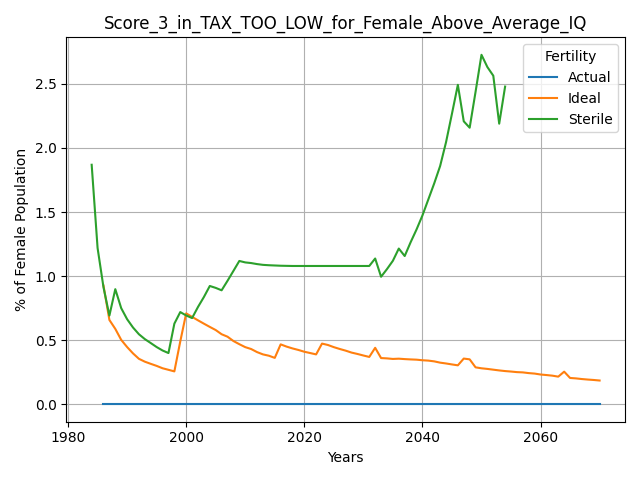 Score_3_in_TAX_TOO_LOW_for_Female_Above_Average_IQ
Fertility
Actual
Ideal
Sterile
% of Female Population
2.5
2.0
1.5
1.0
0.5
0.0
1980
2000
2020
2040
2060
Years